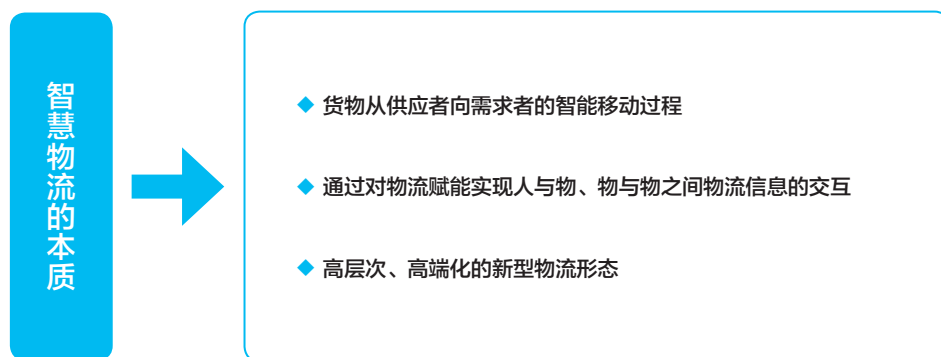 智慧物流的本质
货物从供应者向需求者的智能移动过程
通过对物流赋能实现人与物、物与物之间物流信息的交互
高层次、高端化的新型物流形态